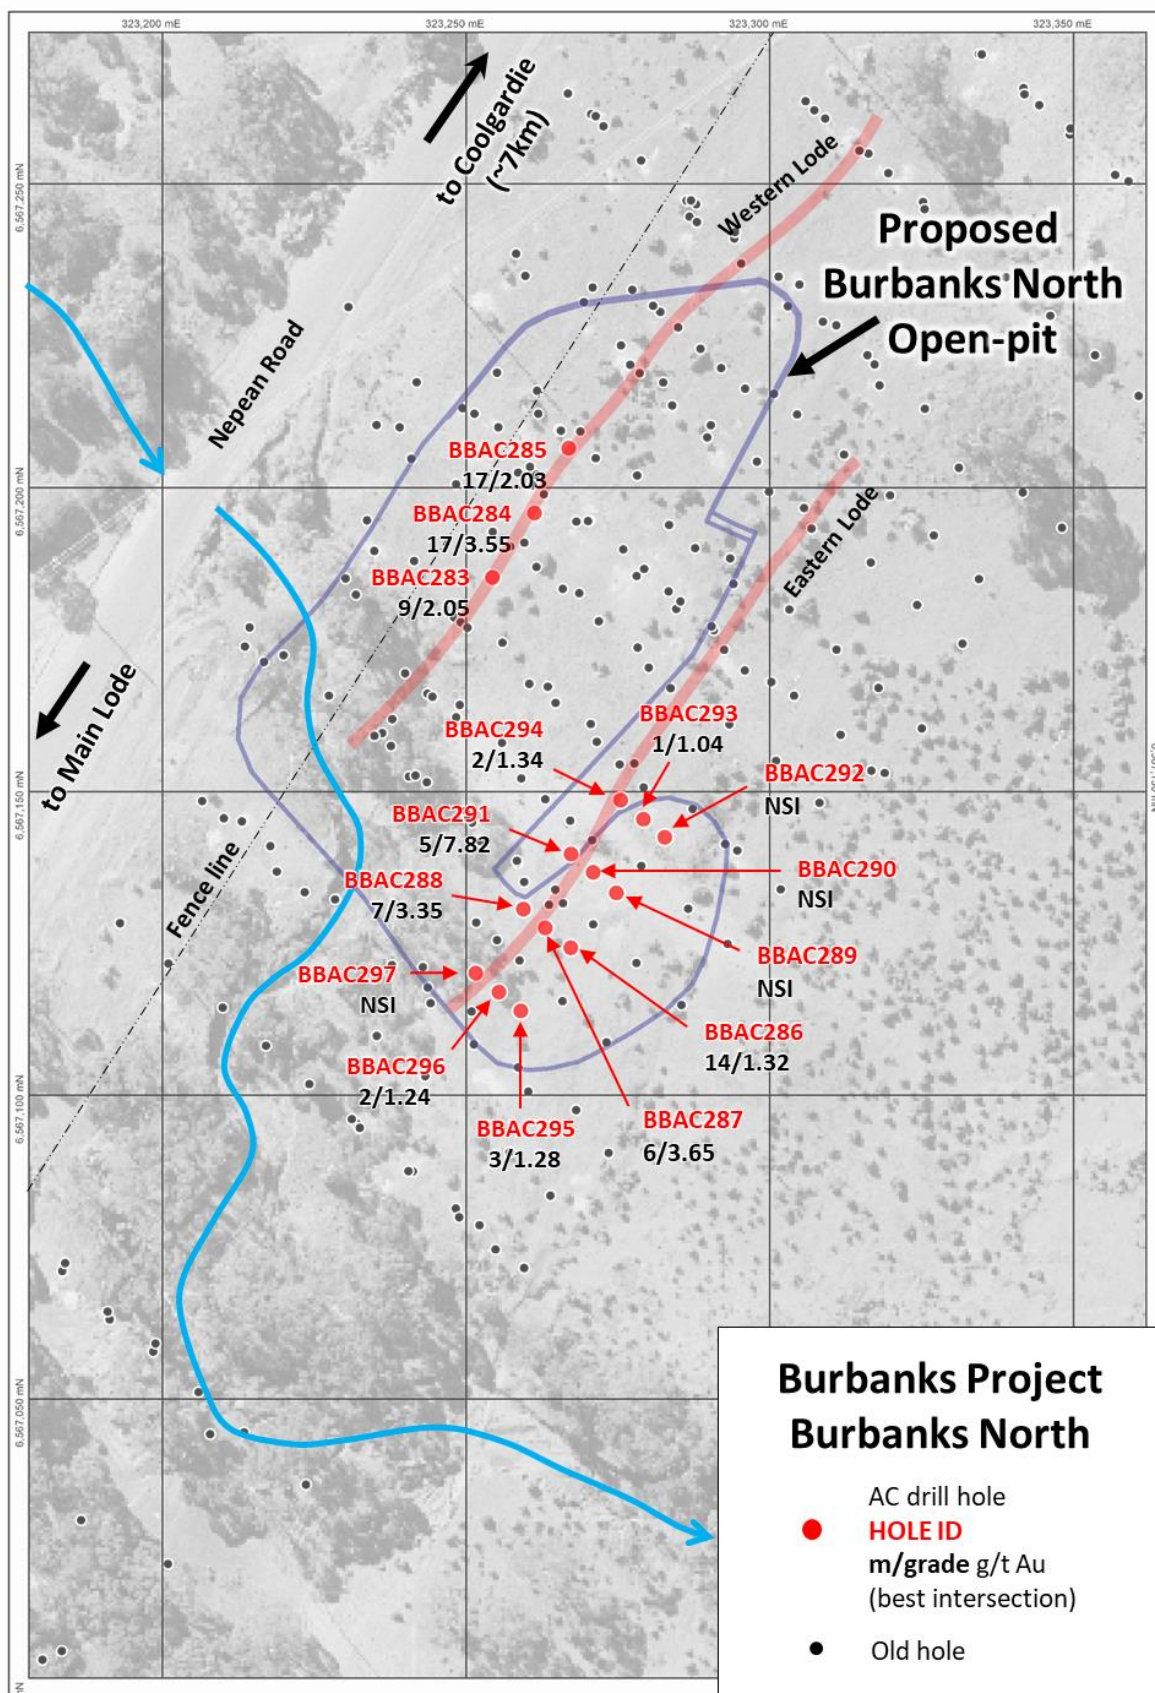 323,200 mE
323,250 mE
323,300 mE
323,350 mE
to Coolgardie
(~7km)
Western Lode
6,567,250 mN
Proposed
Burbanks North
Open-pit
Nepean Road
BBAC285
17/2.03
6,567,200 mN
BBAC284
17/3.55
Eastern Lode
BBAC283
9/2.05
to Main Lode
BBAC293
1/1.04
BBAC294
2/1.34
BBAC292
NSI
6,567,150 mN
BBAC291
5/7.82
BBAC290
NSI
Fence line
BBAC288
7/3.35
BBAC289
NSI
BBAC297
NSI
BBAC286
14/1.32
BBAC296
2/1.24
6,567,100 mN
BBAC287
6/3.65
BBAC295
3/1.28
6,567,050 mN
Burbanks Project
Burbanks North
AC drill hole
HOLE ID
m/grade g/t Au
(best intersection)
Old hole